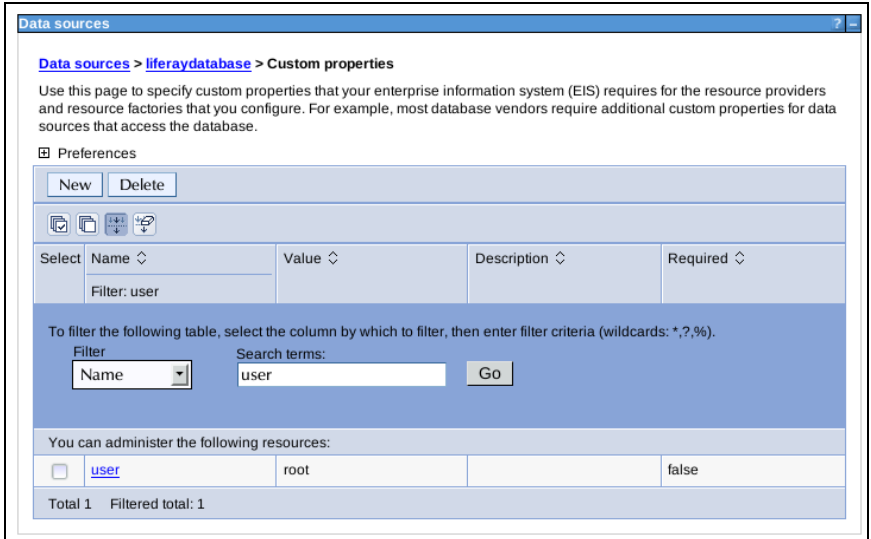 Data sources ? –
Data sources > liferaydatabase > Custom properties
Use this page to specify custom properties that your enterprise information system (EIS) requires for the resource providers
and resource factories that you configure. For example, most database vendors require additional custom properties for data
sources that access the database.
Preferences
New Delete
Select Name Value Description Required
Filter: user
To filter the following table, select the column by which to filter, then enter filter criteria (wildcards: *,?,%).
Filter Search terms:
Name user Go
You can administer the following resources:
user root false
Total 1 Filtered total: 1